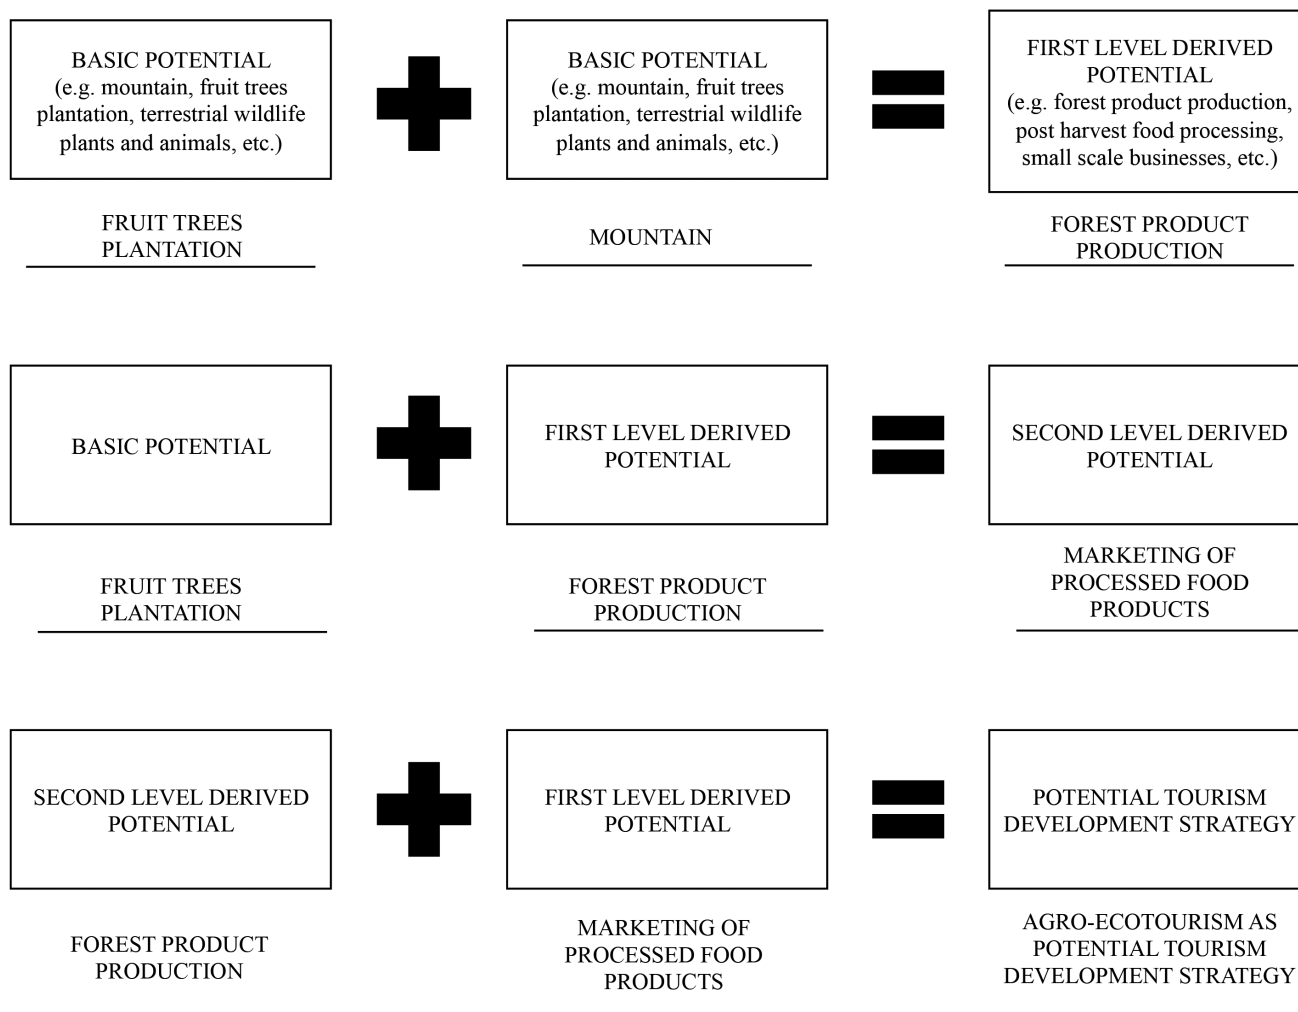 BASIC POTENTIAL
(e.g. mountain, fruit trees
plantation, terrestrial wildlife
plants and animals, etc.)
BASIC POTENTIAL
(e.g. mountain, fruit trees
plantation, terrestrial wildlife
plants and animals, etc.)
FIRST LEVEL DERIVED
POTENTIAL
(e.g. forest product production,
post harvest food processing,
small scale businesses, etc.)
FRUIT TREES
PLANTATION
MOUNTAIN
FOREST PRODUCT
PRODUCTION
BASIC POTENTIAL
FIRST LEVEL DERIVED
POTENTIAL
SECOND LEVEL DERIVED
POTENTIAL
FRUIT TREES
PLANTATION
FOREST PRODUCT
PRODUCTION
MARKETING OF
PROCESSED FOOD
PRODUCTS
SECOND LEVEL DERIVED
POTENTIAL
FIRST LEVEL DERIVED
POTENTIAL
POTENTIAL TOURISM
DEVELOPMENT STRATEGY
FOREST PRODUCT
PRODUCTION
MARKETING OF
PROCESSED FOOD
PRODUCTS
AGRO-ECOTOURISM AS
POTENTIAL TOURISM
DEVELOPMENT STRATEGY